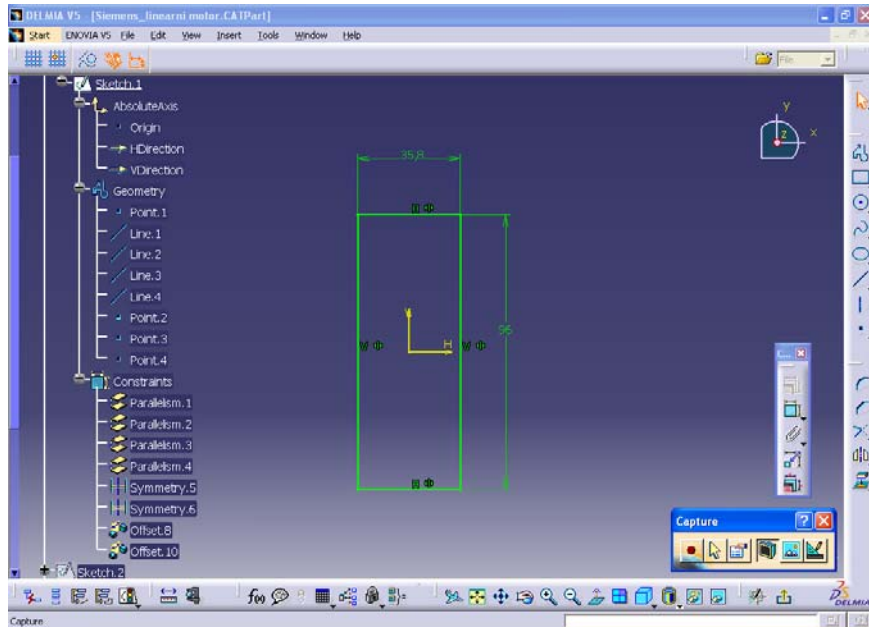 DELMIA V5 - [Siemens_linearni motor.CATPart]
Start ENOVIA V5 File Edit View Insert Tools Window Help
File
Sketch.1
AbsoluteAxis
Origin
HDirection
VDirection
Geometry
Point.1
Line.1
Line.2
Line.3
Line.4
Point.2
Point.3
Point.4
Constraints
Parallelism.1
Parallelism.2
Parallelism.3
Parallelism.4
Symmetry.5
Symmetry.6
Offset.8
Offset.10
Sketch.2
y
x
z
35,8
H
V
96
V
H
V
H
C...
Capture
f(x)
DELMIA
Capture